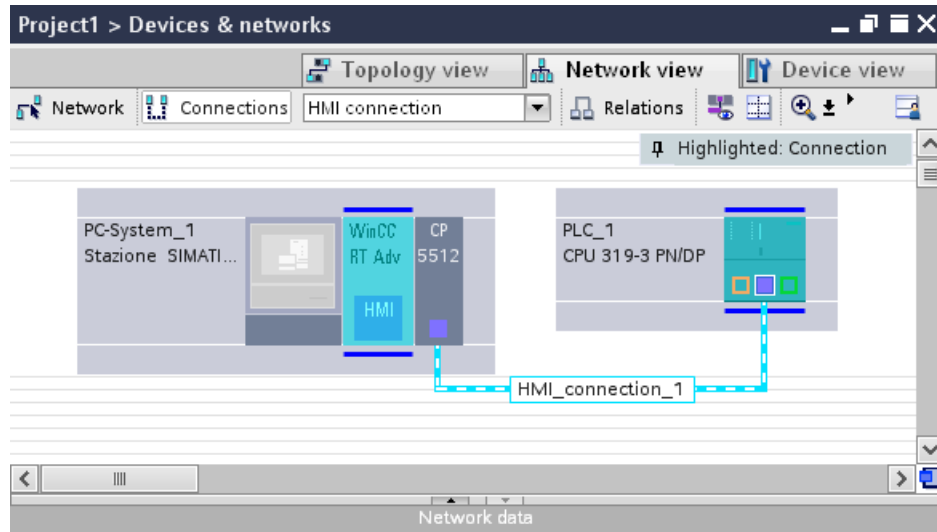 Project1 > Devices & networks
Topology view
Network view
Device view
Network
Connections
HMI connection
Relations
Highlighted: Connection
PC-System_1
Stazione SIMATI...
WinCC
RT Adv
HMI
CP
5512
PLC_1
CPU 319-3 PN/DP
HMI_connection_1
Network data